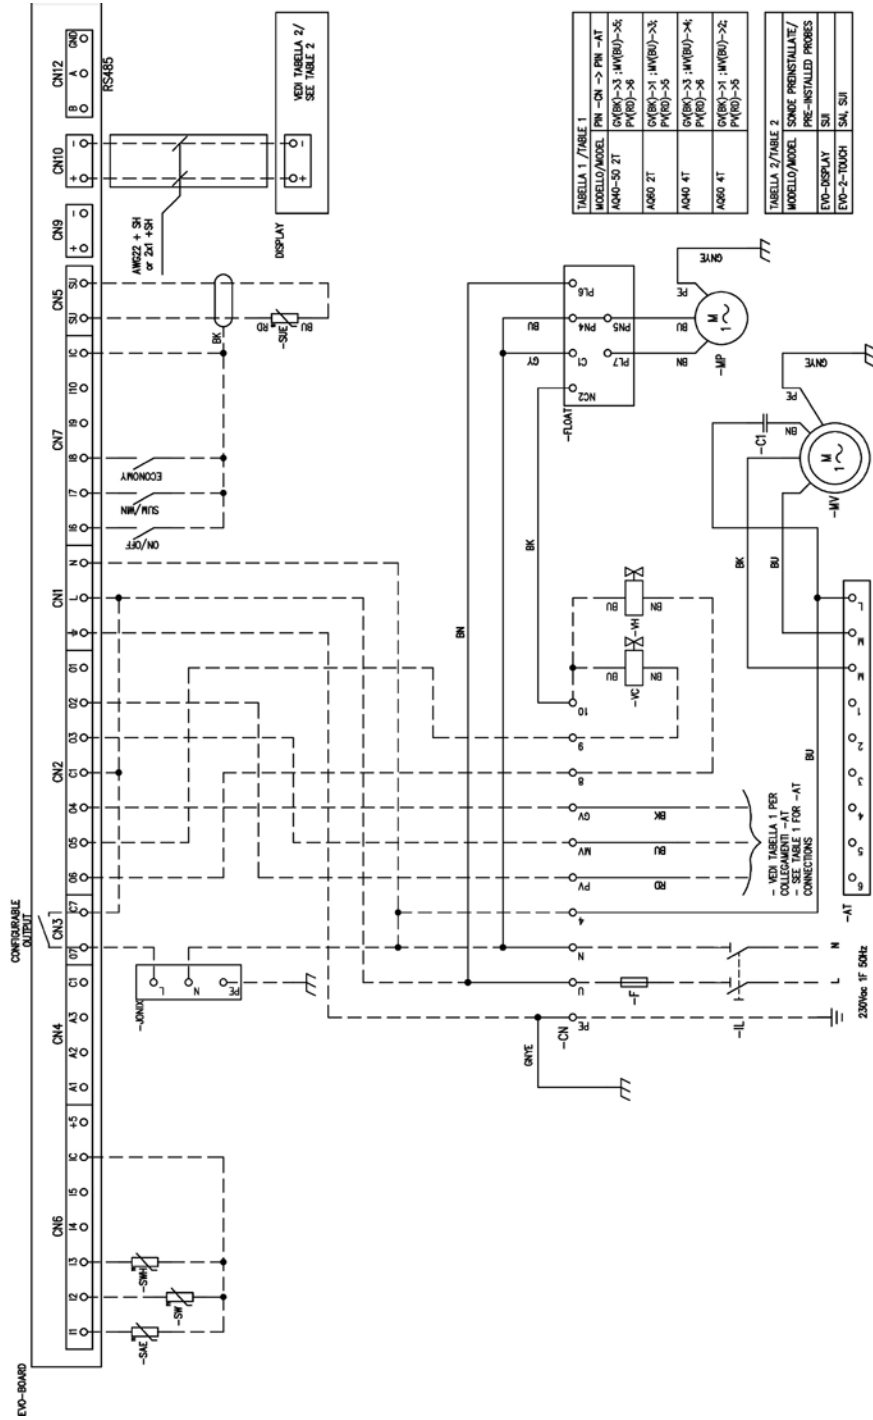 EVO-BOARD
CONFIGURABLE
OUTPUT
CN6
I1
I2
I3
I4
I5
IC
+5
CN4
A1
A2
A3
C1
CN3
O7
C7
CN2
O6
O5
O4
C1
O3
O2
O1
CN1
L
N
CN7
I6
I7
I8
I9
I10
IC
CN5
SU
SU
CN9
+
-
CN10
+
-
CN12
B
A
GND
RS485
-SAE
-SW
-SWH
-JONIX
L
N
PE
ON/OFF
SUM/WIN
ECONOMY
BK
RD
BU
-SUE
AWG22 + SH
or 2x1 +SH
DISPLAY
+
-
VEDI TABELLA 2/
SEE TABLE 2
GNYE
-CN
PE
U
N
4
PV
MV
GV
8
9
10
RD
BU
BK
-F
-IL
N
L
230Vac 1F 50Hz
- VEDI TABELLA 1 PER
COLLEGAMENTI -AT
- SEE TABLE 1 FOR -AT
CONNECTIONS
-VC
BU
BN
-VH
BU
BN
BN
BK
GY
BU
-FLOAT
NC2
C1
PN4
PL6
PL7
PN5
BN
BU
PE
GNYE
-MP
M
1
-MV
M
1
-C1
BN
PE
GNYE
BK
BU
BU
-AT
6
5
4
3
2
1
M
M
L
TABELLA 1 /TABLE 1
MODELLO/MODEL PIN -CN -> PIN -AT
AQ40-50 2T GV(BK)->3 ;MV(BU)->5;
PV(RD)->6
AQ60 2T GV(BK)->1 ;MV(BU)->3;
PV(RD)->5
AQ40 4T GV(BK)->3 ;MV(BU)->4;
PV(RD)->6
AQ60 4T GV(BK)->1 ;MV(BU)->2;
PV(RD)->5
TABELLA 2/TABLE 2
MODELLO/MODEL SONDE PREINSTALLATE/
PRE-INSTALLED PROBES
EVO-DISPLAY SUI
EVO-2-TOUCH SAI, SUI